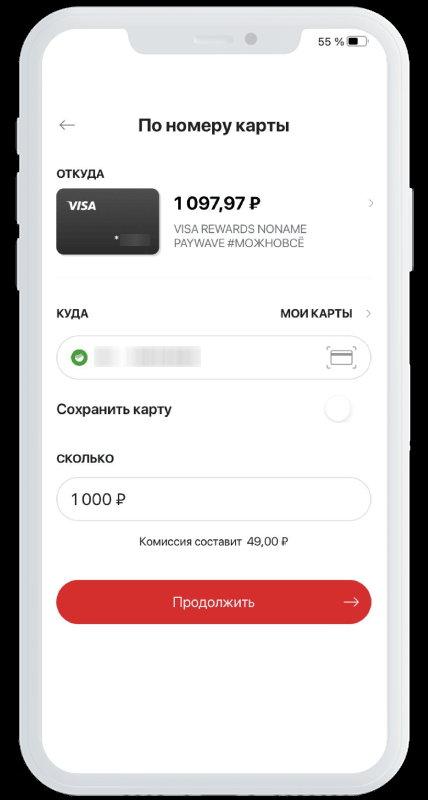 55 %
По номеру карты
ОТКУДА
VISA
1 097,97 ₽
VISA REWARDS NONAME
PAYWAVE #МОЖНОВСЁ
КУДА
МОИ КАРТЫ
Сохранить карту
СКОЛЬКО
1 000 ₽
Комиссия составит 49,00 ₽
Продолжить